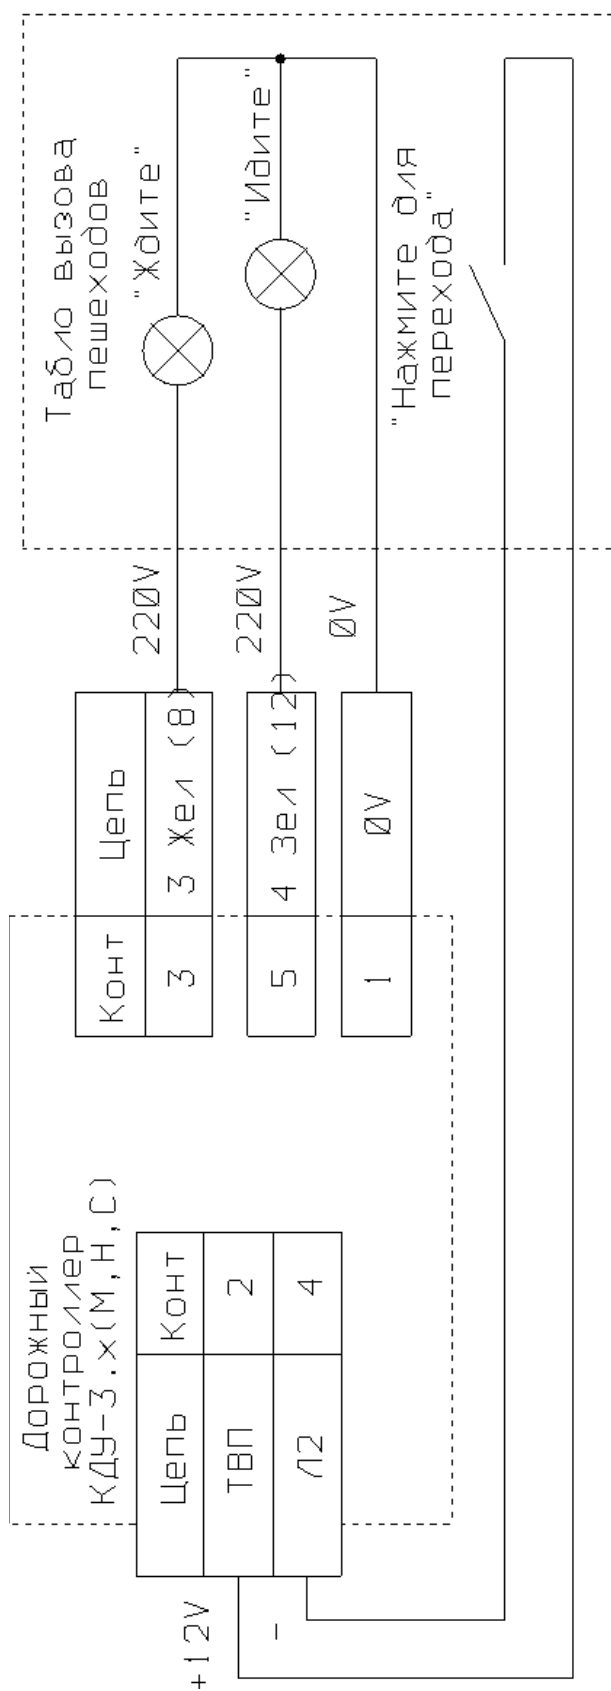 Дорожный
контроллер
КДУ-3.х(М,Н,С)
Цепь Конт
ТВП 2
Л2 4
+12V
-
Конт Цепь
3 3 Жел (8)
5 4 Зел (12)
1 0V
220V
220V
0V
Табло вызова
пешеходов
"Ждите"
"Идите"
"Нажмите для
перехода"